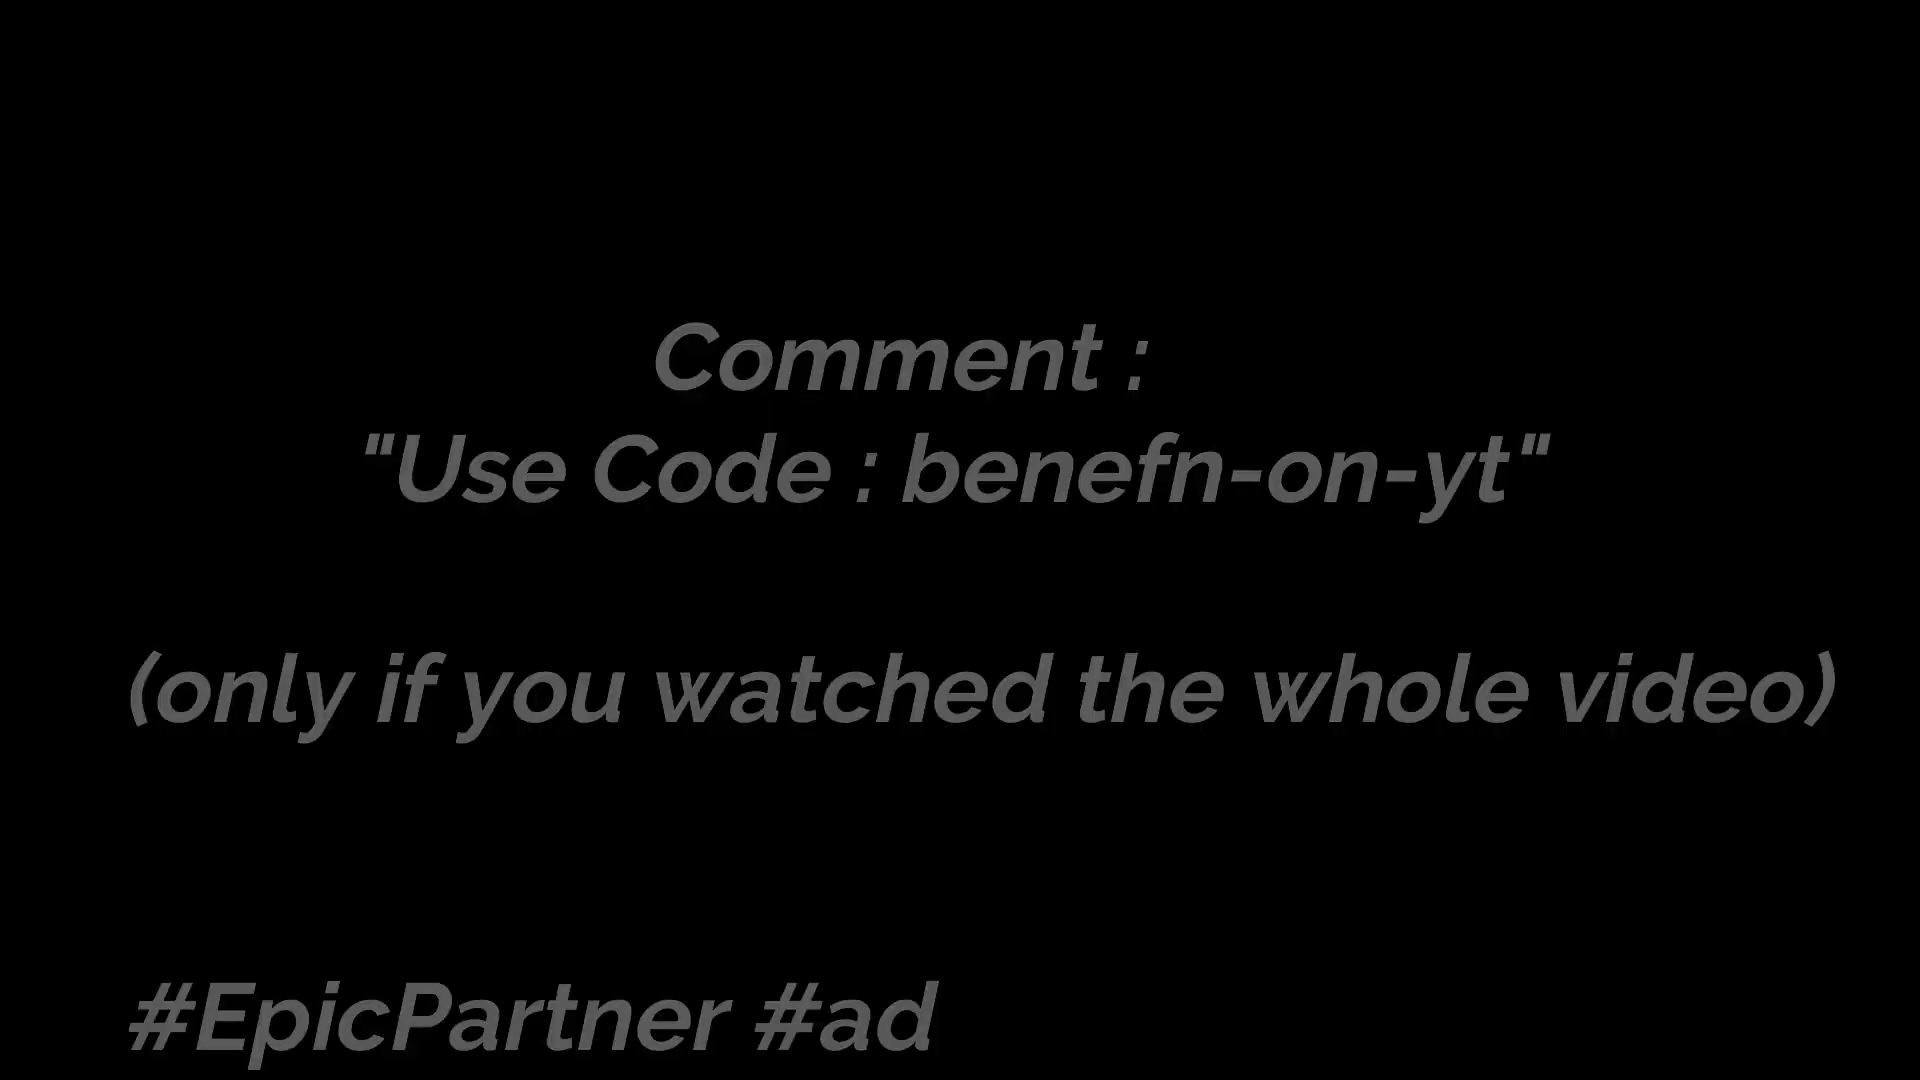 Comment :
"Use Code : benefn-on-yt"
(only if you watched the whole video)
#EpicPartner #ad